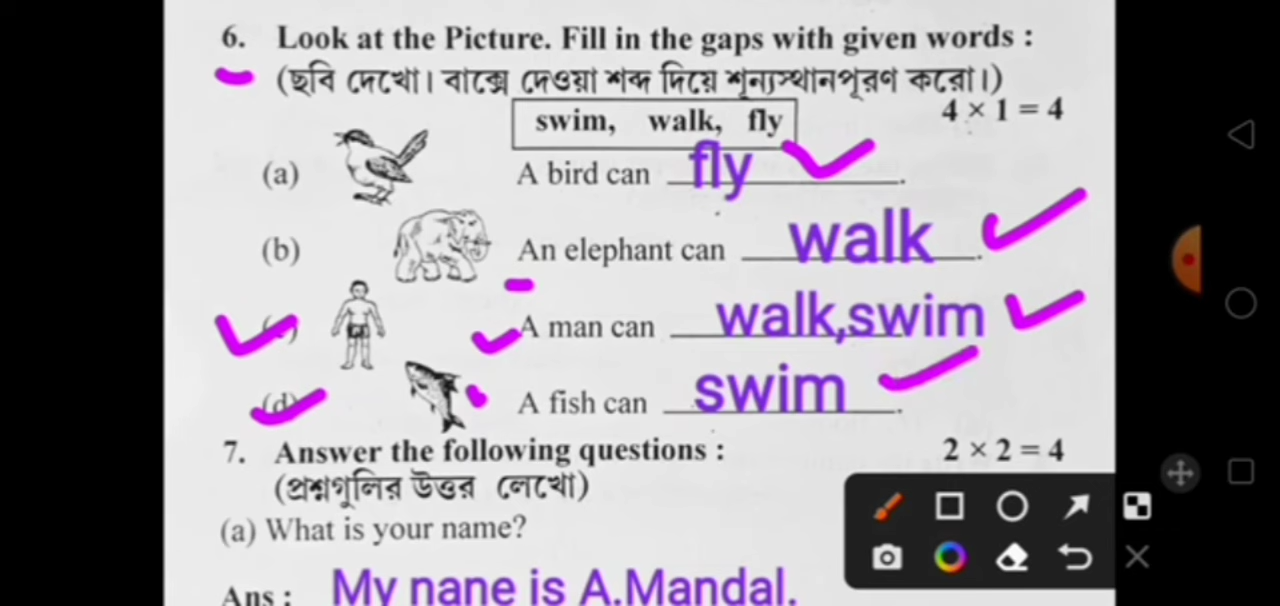 6. Look at the Picture. Fill in the gaps with given words :
(ছবি দেখো। বাক্সে দেওয়া শব্দ দিয়ে শূন্যস্থানপূরণ করো।)
swim, walk, fly 4 × 1 = 4
(a) A bird can fly.
(b) An elephant can walk.
A man can walk,swim
(d) A fish can swim.
7. Answer the following questions : 2 × 2 = 4
(প্রশ্নগুলির উত্তর লেখো)
(a) What is your name?
Ans : My nane is A.Mandal.